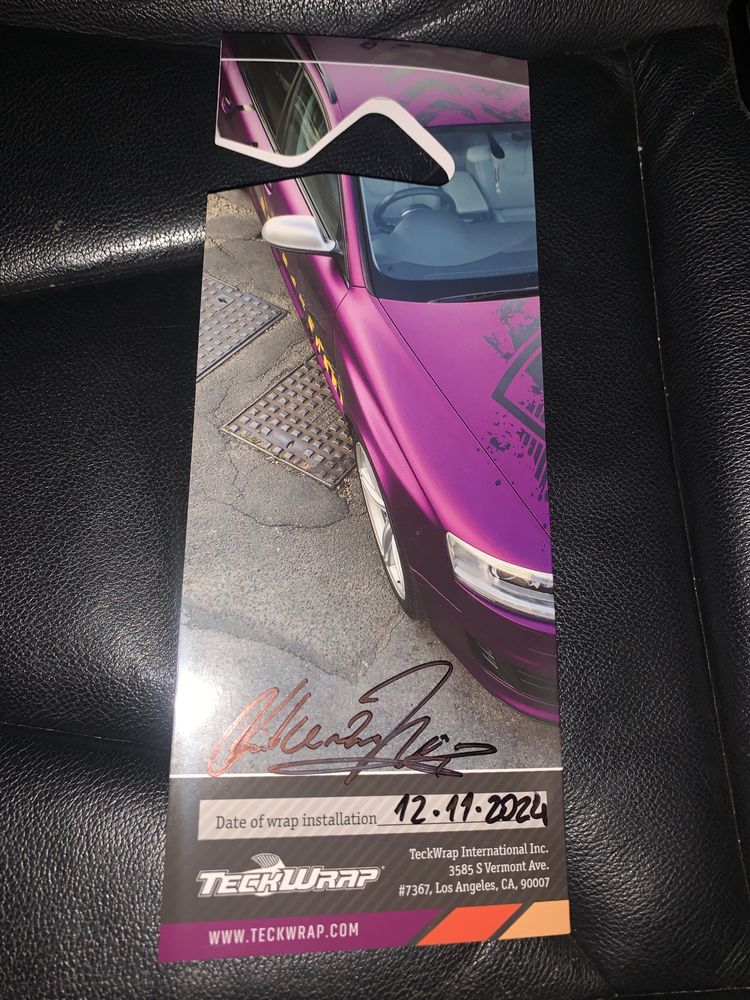 Date of wrap installation 12.11.2024
TECKWRAP
TeckWrap International Inc.
3585 S Vermont Ave.
#7367, Los Angeles, CA, 90007
WWW.TECKWRAP.COM